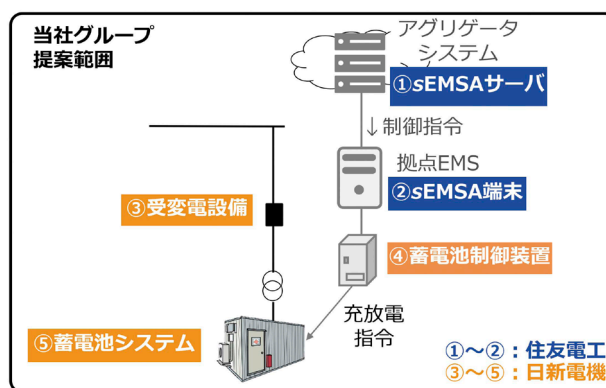 当社グループ
提案範囲
アグリゲータ
システム
①sEMSAサーバ
↓制御指令
拠点EMS
②sEMSA端末
③受変電設備
④蓄電池制御装置
充放電
指令
⑤蓄電池システム
①～②：住友電工
③～⑤：日新電機